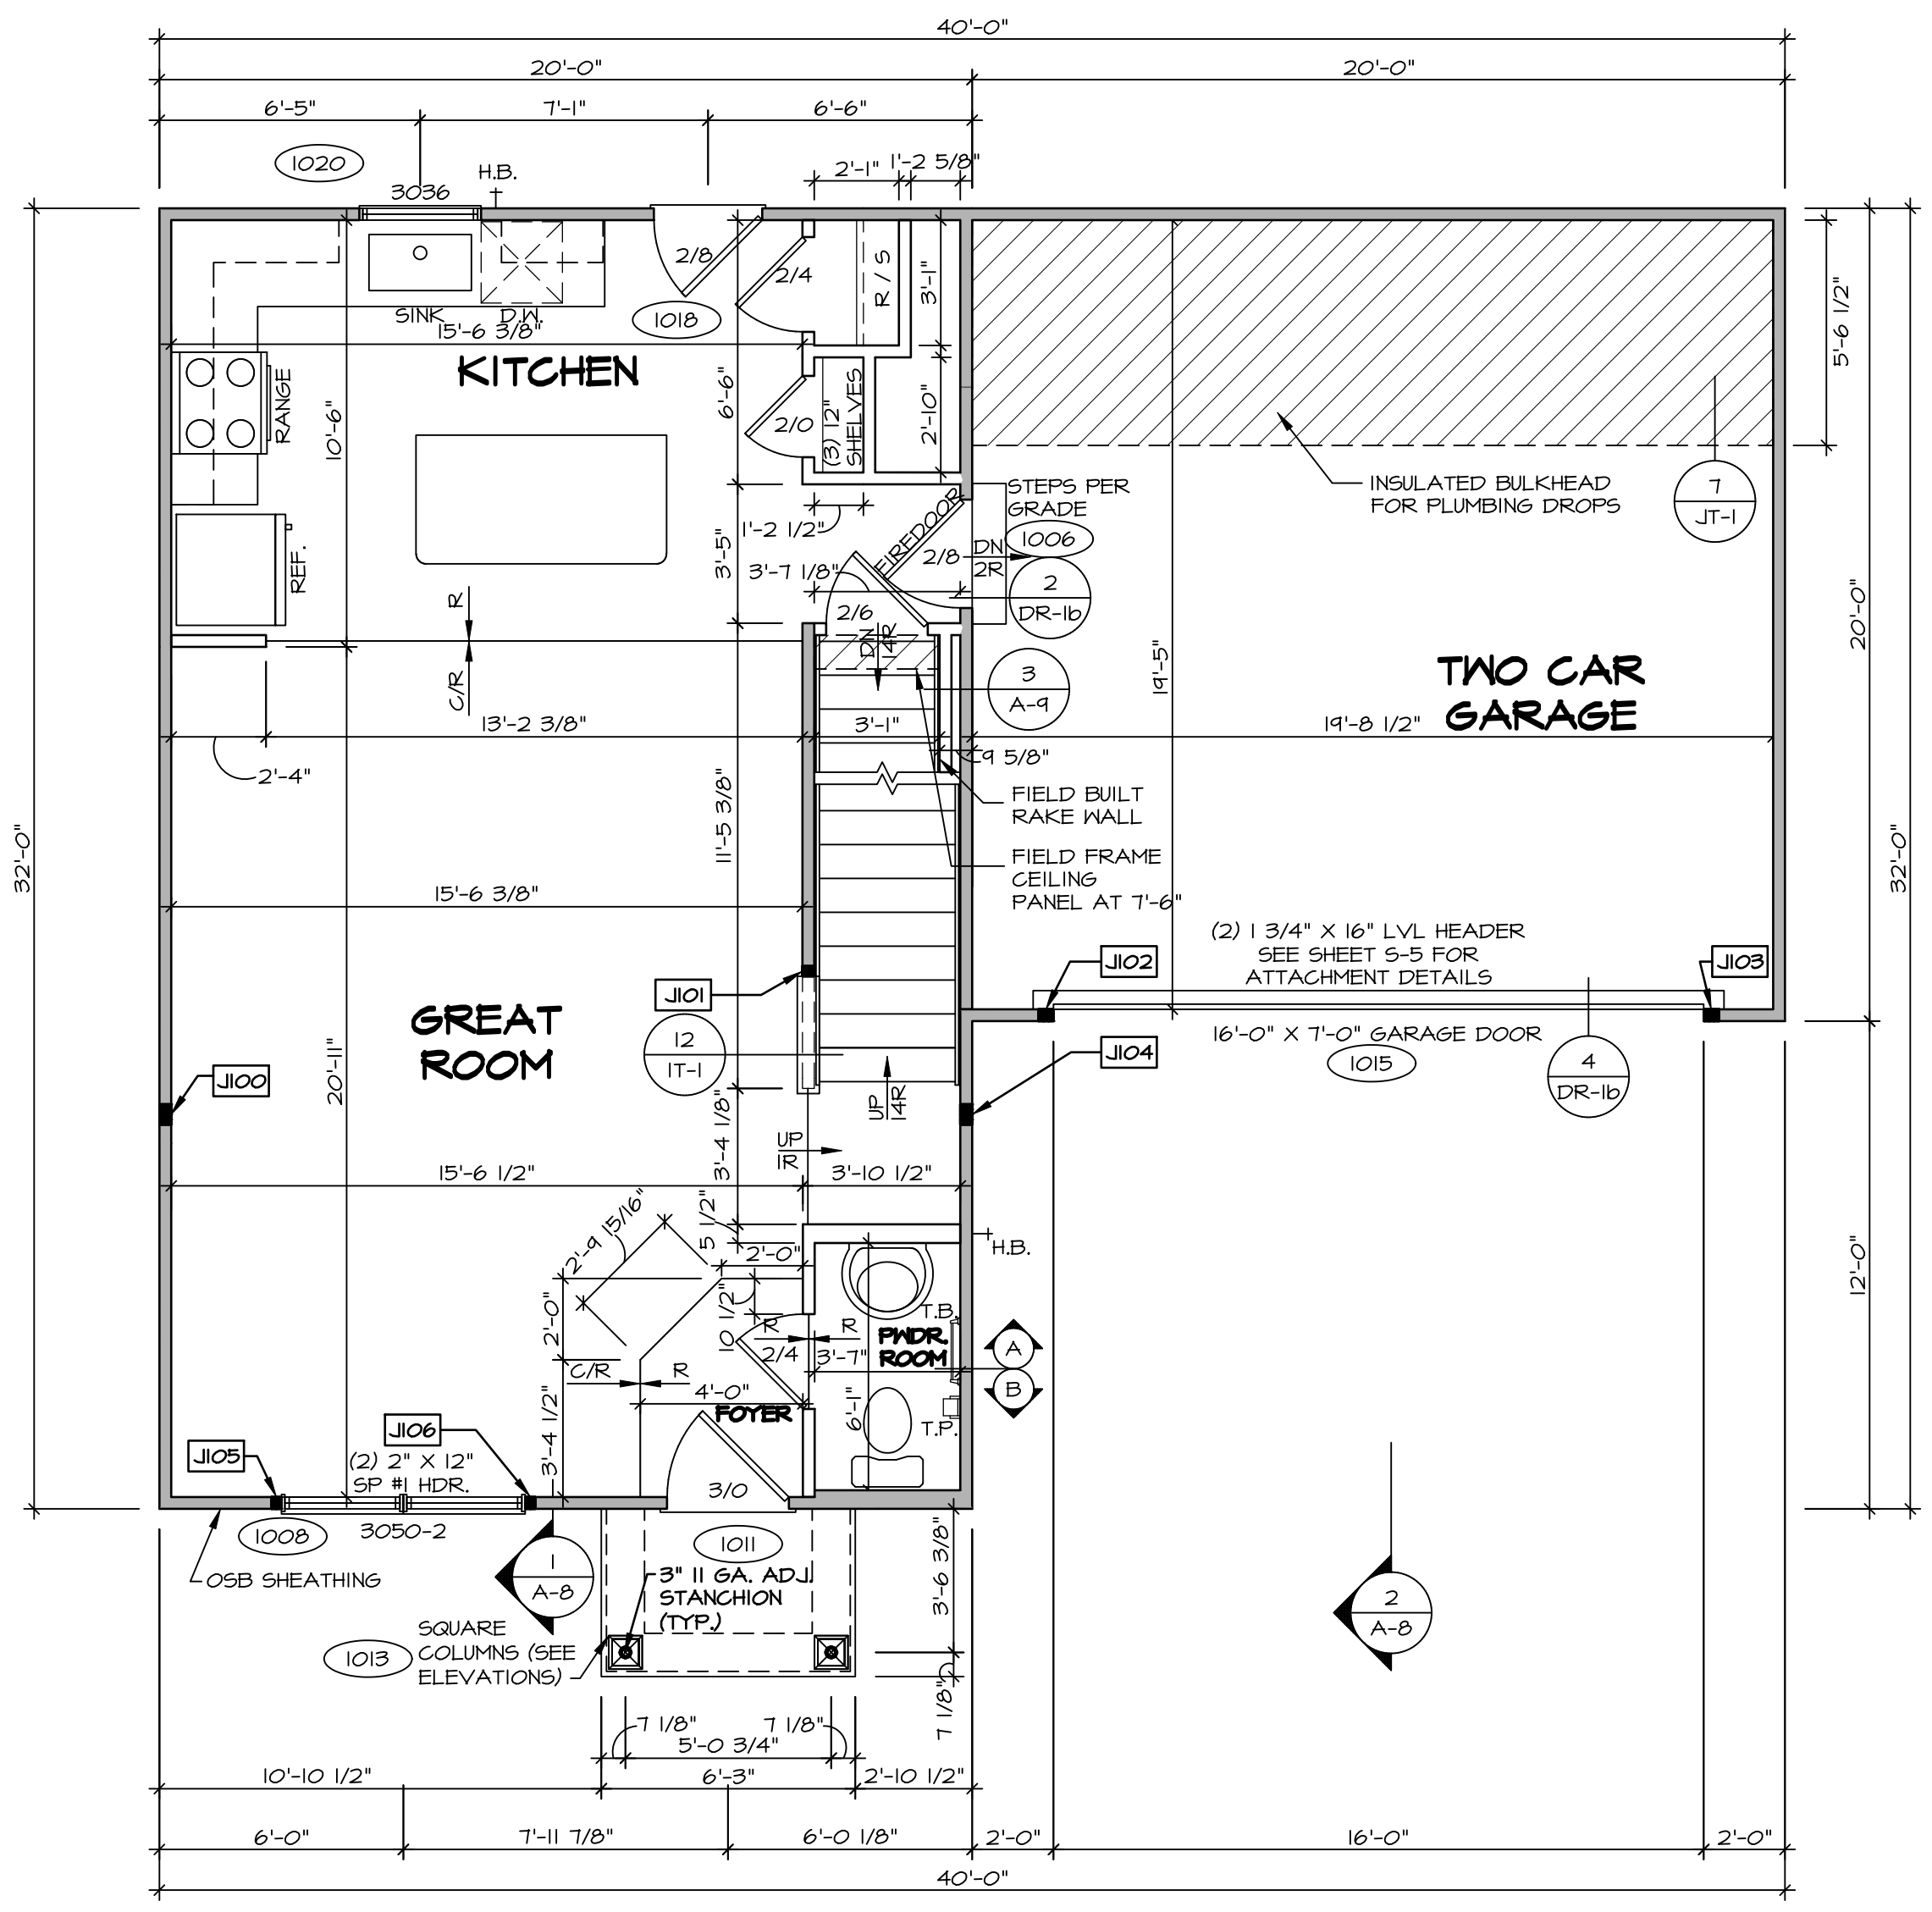 40'-0"
20'-0"
20'-0"
6'-5"
7'-1"
6'-6"
1020
H.B.
3036
2'-1"
1'-2 5/8"
2/8
2/4
R / S
3'-1"
5'-6 1/2"
SINK
D.W.
1018
15'-6 3/8"
KITCHEN
RANGE
10'-6"
6'-6"
2/0
(3) 12"
SHELVES
2'-10"
INSULATED BULKHEAD
FOR PLUMBING DROPS
7
JT-1
STEPS PER
GRADE
1006
FIREDOOR
1'-2 1/2"
3'-5"
2/8
DN
2R
3'-7 1/8"
2
DR-1b
REF.
R
C/R
2/6
DN
14R
3
A-9
20'-0"
19'-5"
TWO CAR
GARAGE
13'-2 3/8"
3'-1"
19'-8 1/2"
2'-4"
9 5/8"
FIELD BUILT
RAKE WALL
11'-5 3/8"
32'-0"
32'-0"
FIELD FRAME
CEILING
PANEL AT 7'-6"
15'-6 3/8"
(2) 1 3/4" X 16" LVL HEADER
SEE SHEET S-5 FOR
ATTACHMENT DETAILS
J102
J103
J101
GREAT
ROOM
12
IT-1
16'-0" X 7'-0" GARAGE DOOR
1015
4
DR-1b
J104
J100
20'-11"
UP
14R
3'-4 1/8"
UP
1R
15'-6 1/2"
3'-10 1/2"
12'-0"
2'-9 15/16"
5 1/2"
2'-0"
H.B.
2'-0"
10 1/2"
T.B.
R
R
PWDR.
ROOM
2/4
3'-7"
A
B
C/R
R
4'-0"
FOYER
6'-1"
T.P.
3'-4 1/2"
J106
J105
(2) 2" X 12"
SP #1 HDR.
3/0
1008
3050-2
1011
OSB SHEATHING
1
A-8
3" 11 GA. ADJ.
STANCHION
(TYP.)
3'-6 3/8"
2
A-8
SQUARE
COLUMNS (SEE
ELEVATIONS)
1013
7 1/8"
7 1/8"
7 1/8"
5'-0 3/4"
10'-10 1/2"
6'-3"
2'-10 1/2"
6'-0"
7'-11 7/8"
6'-0 1/8"
2'-0"
16'-0"
2'-0"
40'-0"